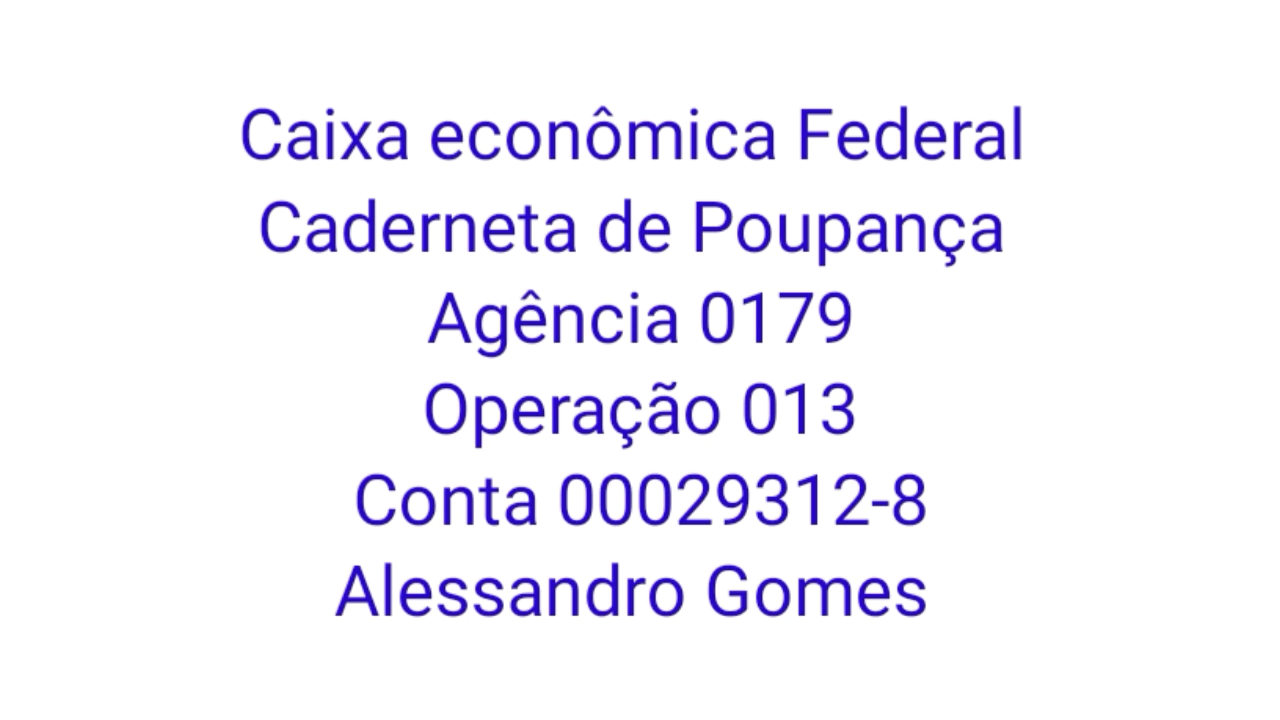 Caixa econômica Federal
Caderneta de Poupança
Agência 0179
Operação 013
Conta 00029312-8
Alessandro Gomes